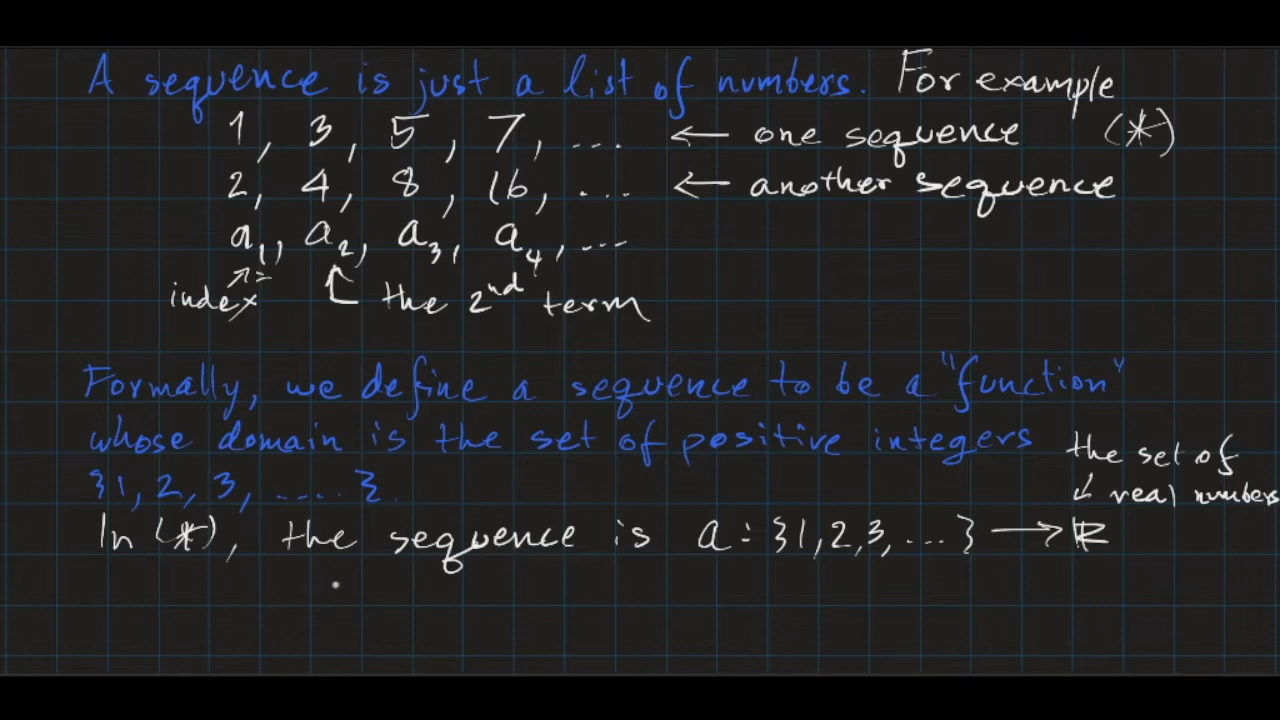 A sequence is just a list of numbers. For example
1, 3, 5, 7, ... ← one sequence (*)
2, 4, 8, 16, ... ← another sequence
a₁, a₂, a₃, a₄, ...
index the 2nd term
Formally, we define a sequence to be a "function"
whose domain is the set of positive integers
{1, 2, 3, ..... }.
the set of
real numbers
In (*), the sequence is a : {1, 2, 3, ... } → ℝ